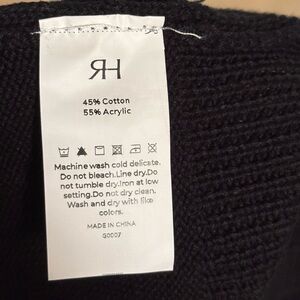 RH
45% Cotton
55% Acrylic
Machine wash cold delicate.
Do not bleach.Line dry.Do
not tumble dry.Iron at low
setting.Do not dry clean.
Wash and dry with like
colors.
MADE IN CHINA
S0007